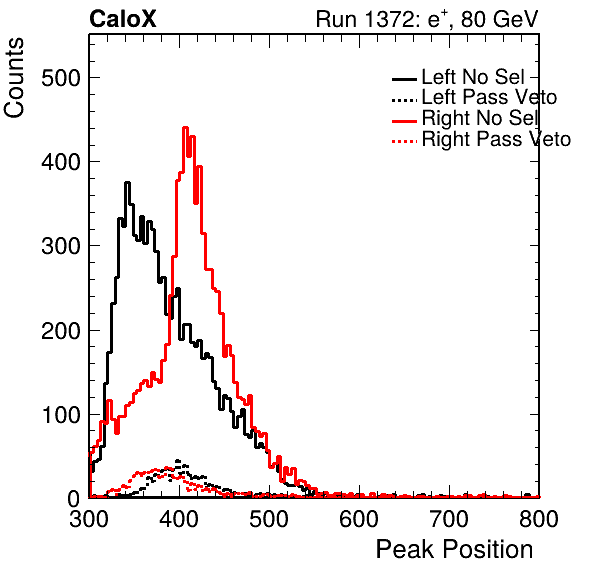 CaloX Run 1372: e⁺, 80 GeV
Counts
500
400
300
200
100
0
Left No Sel
Left Pass Veto
Right No Sel
Right Pass Veto
300 400 500 600 700 800
Peak Position